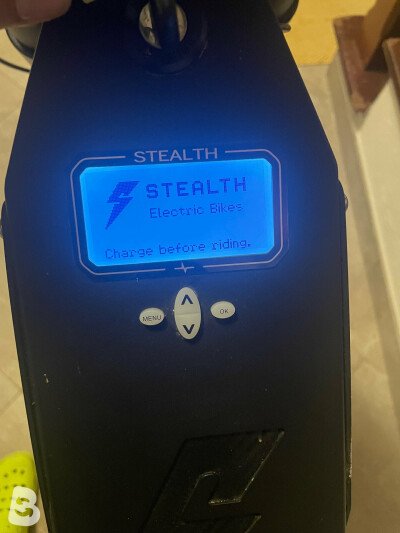 STEALTH
STEALTH
Electric Bikes
Charge before riding.
MENU
OK
B